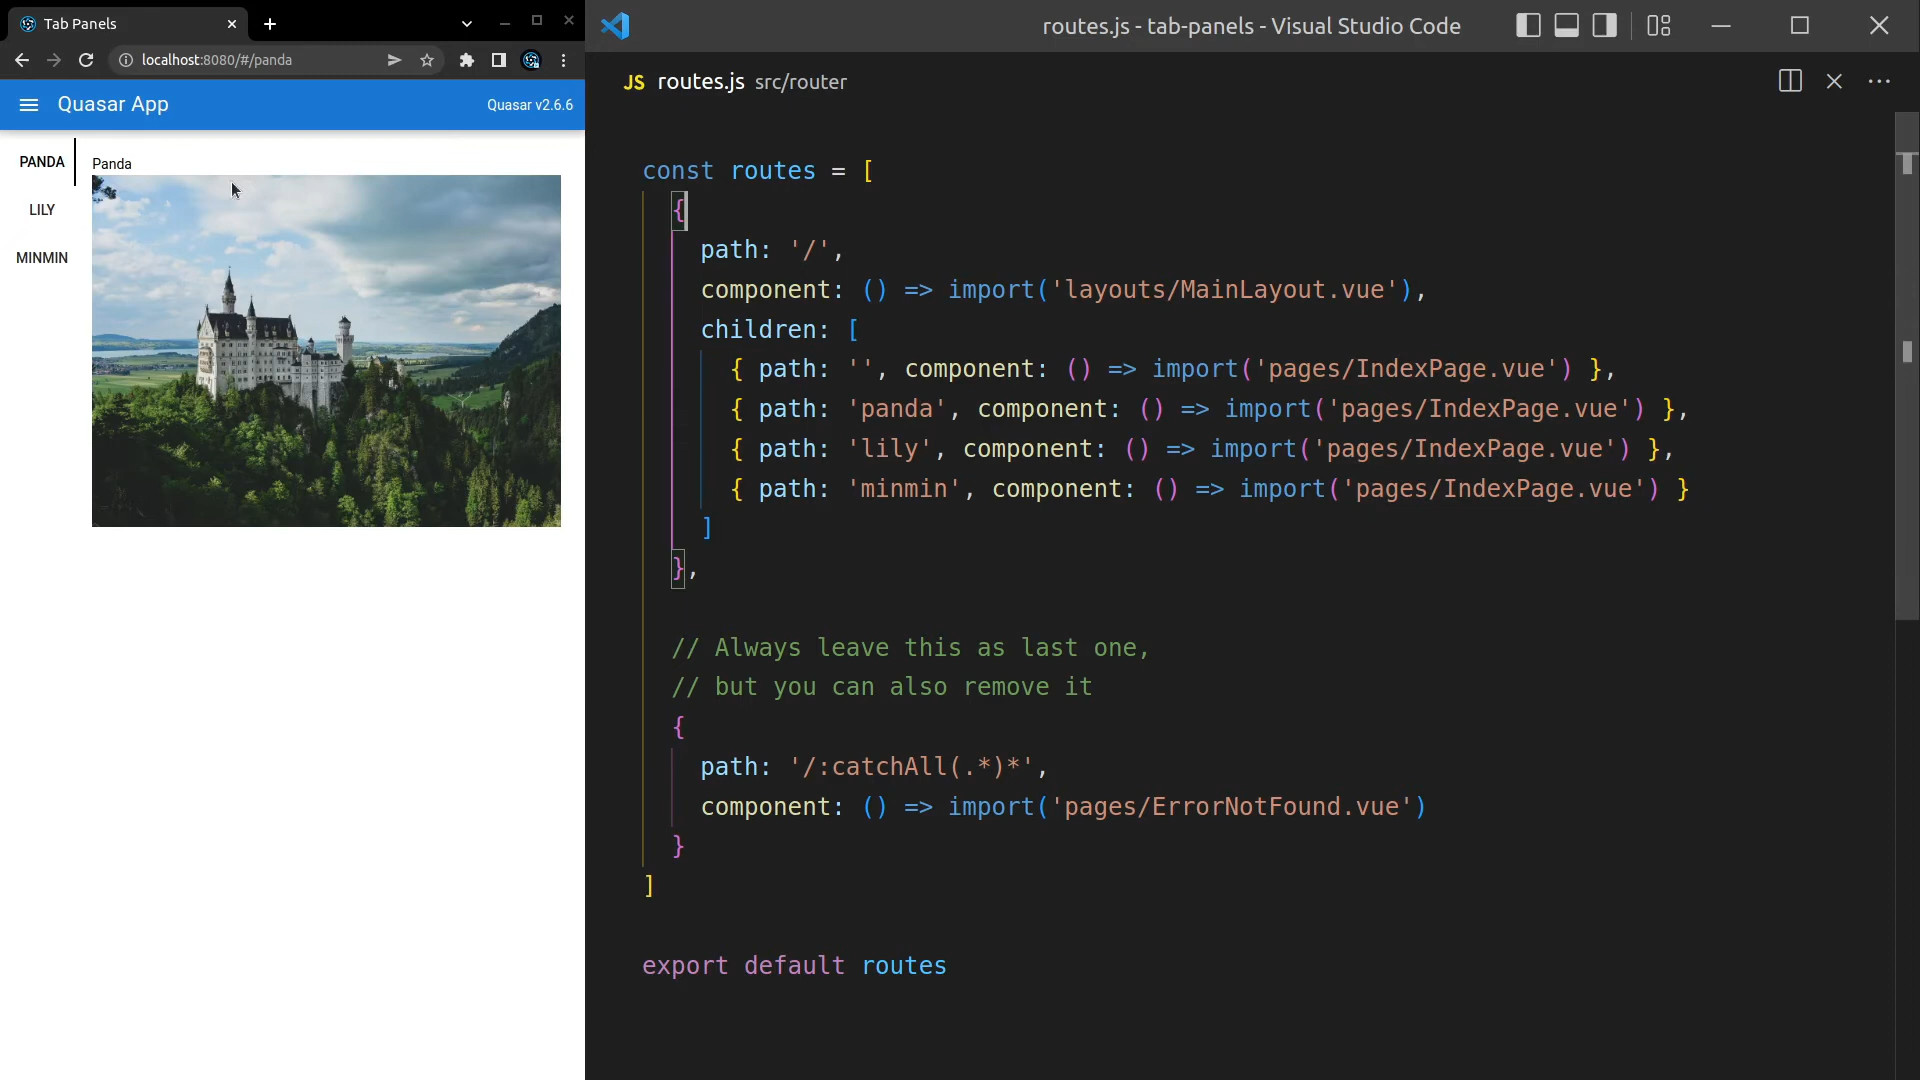 Tab Panels
localhost:8080/#/panda
Quasar App
Quasar v2.6.6
PANDA
LILY
MINMIN
Panda
routes.js - tab-panels - Visual Studio Code
JS routes.js src/router
const routes = [
{
path: '/',
component: () => import('layouts/MainLayout.vue'),
children: [
{ path: '', component: () => import('pages/IndexPage.vue') },
{ path: 'panda', component: () => import('pages/IndexPage.vue') },
{ path: 'lily', component: () => import('pages/IndexPage.vue') },
{ path: 'minmin', component: () => import('pages/IndexPage.vue') }
]
},
// Always leave this as last one,
// but you can also remove it
{
path: '/:catchAll(.*)*',
component: () => import('pages/ErrorNotFound.vue')
}
]
export default routes